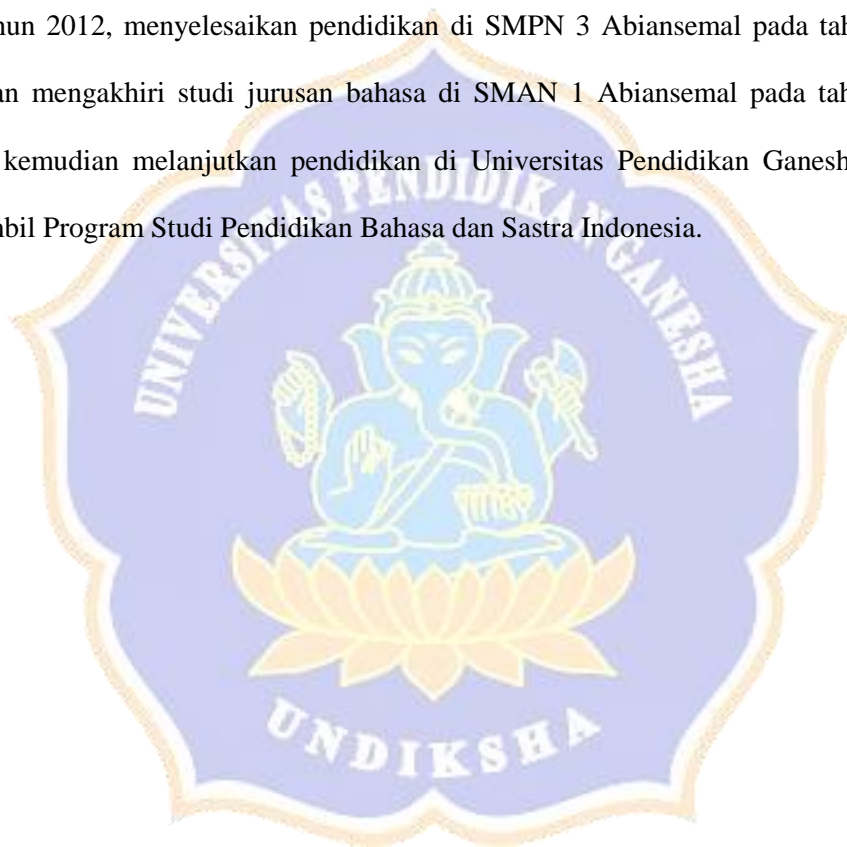 hun 2012, menyelesaikan pendidikan di SMPN 3 Abiansemal pada tah
an mengakhiri studi jurusan bahasa di SMAN 1 Abiansemal pada tah
kemudian melanjutkan pendidikan di Universitas Pendidikan Ganesh
bil Program Studi Pendidikan Bahasa dan Sastra Indonesia.
UNIVERSITAS PENDIDIKAN GANESHA
UNDIKSHA